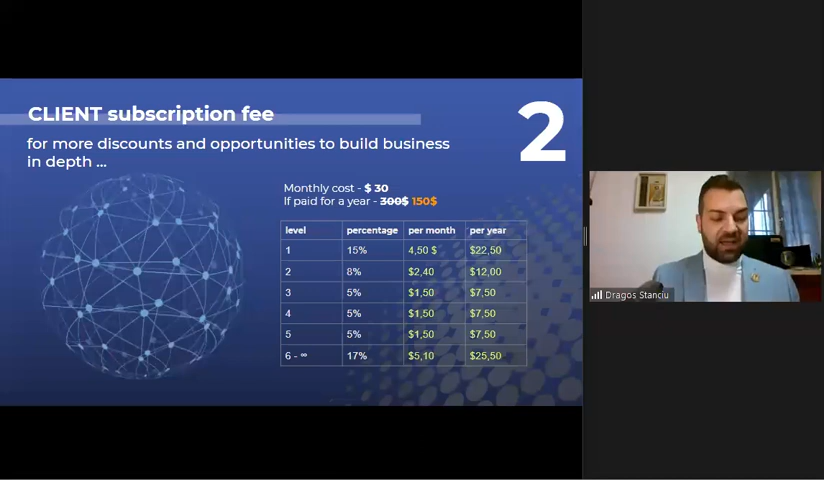 CLIENT subscription fee
2
for more discounts and opportunities to build business
in depth ...
Monthly cost - $ 30
If paid for a year - 300$ 150$
level percentage per month per year
1 15% 4,50 $ $22,50
2 8% $2,40 $12,00
3 5% $1,50 $7,50
4 5% $1,50 $7,50
5 5% $1,50 $7,50
6 - ∞ 17% $5,10 $25,50
Dragos Stanciu